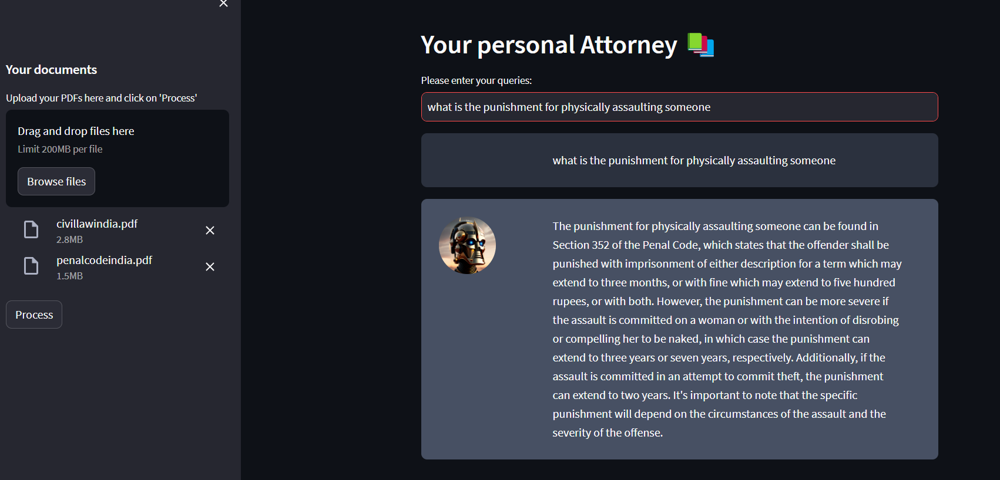 Your documents
Upload your PDFs here and click on 'Process'
Drag and drop files here
Limit 200MB per file
Browse files
civillawindia.pdf
2.8MB
penalcodeindia.pdf
1.5MB
Process
Your personal Attorney
Please enter your queries:
what is the punishment for physically assaulting someone
what is the punishment for physically assaulting someone
The punishment for physically assaulting someone can be found in
Section 352 of the Penal Code, which states that the offender shall be
punished with imprisonment of either description for a term which may
extend to three months, or with fine which may extend to five hundred
rupees, or with both. However, the punishment can be more severe if
the assault is committed on a woman or with the intention of disrobing
or compelling her to be naked, in which case the punishment can
extend to three years or seven years, respectively. Additionally, if the
assault is committed in an attempt to commit theft, the punishment
can extend to two years. It's important to note that the specific
punishment will depend on the circumstances of the assault and the
severity of the offense.